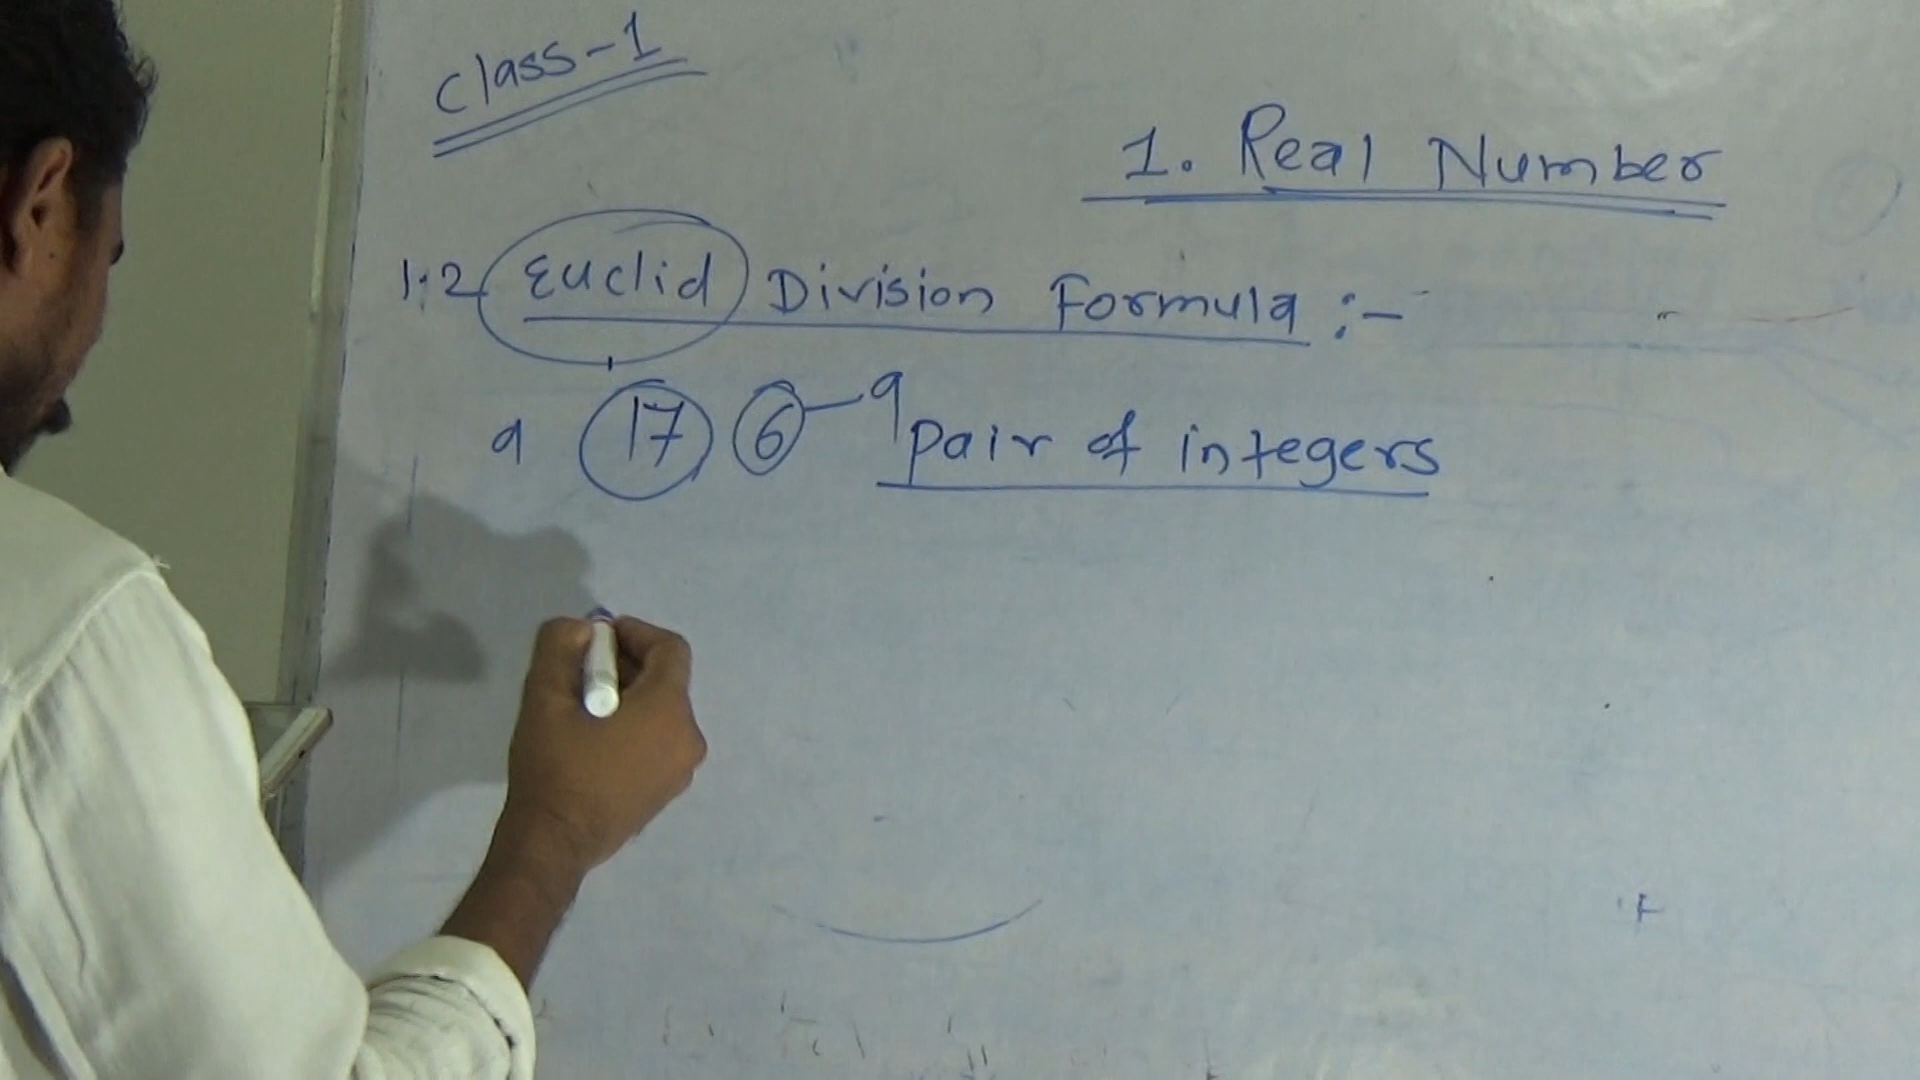 Class-1
1. Real Number
1.2 Euclid Division Formula :-
a 17 6 - q pair of integers